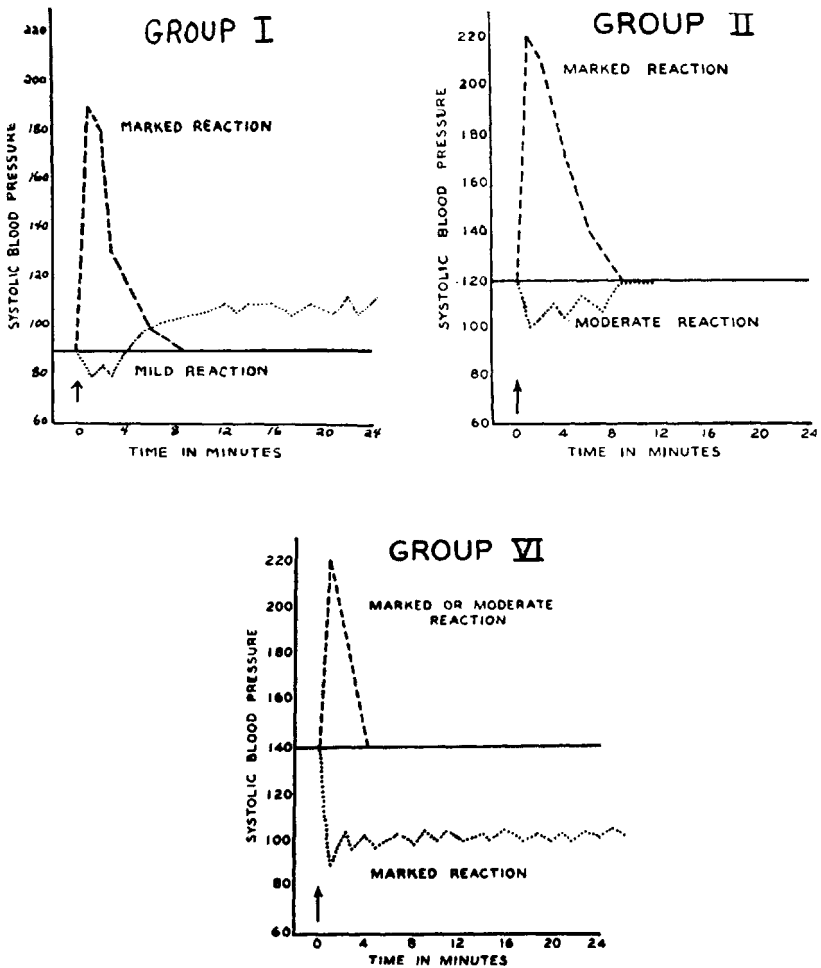 GROUP I
220
200
180
160
140
120
100
80
60
SYSTOLIC BLOOD PRESSURE
MARKED REACTION
MILD REACTION
0 4 8 12 16 20 24
TIME IN MINUTES
GROUP II
220
200
180
160
140
120
100
80
60
SYSTOLIC BLOOD PRESSURE
MARKED REACTION
MODERATE REACTION
0 4 8 12 16 20 24
TIME IN MINUTES
GROUP VI
220
200
180
160
140
120
100
80
60
SYSTOLIC BLOOD PRESSURE
MARKED OR MODERATE
REACTION
MARKED REACTION
0 4 8 12 16 20 24
TIME IN MINUTES